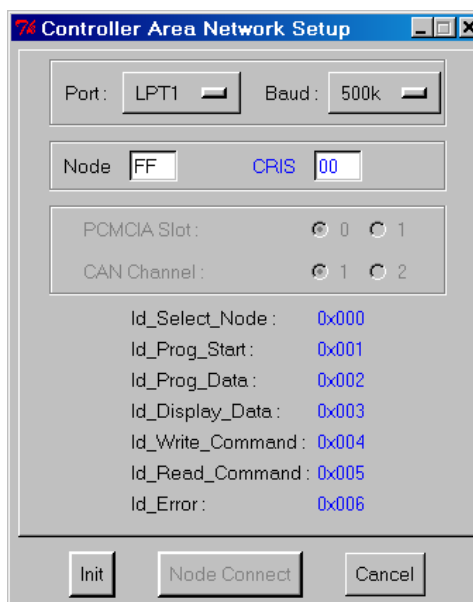 Controller Area Network Setup
Port : LPT1 Baud : 500k
Node FF CRIS 00
PCMCIA Slot : 0 1
CAN Channel : 1 2
Id_Select_Node : 0x000
Id_Prog_Start : 0x001
Id_Prog_Data : 0x002
Id_Display_Data : 0x003
Id_Write_Command : 0x004
Id_Read_Command : 0x005
Id_Error : 0x006
Init Node Connect Cancel